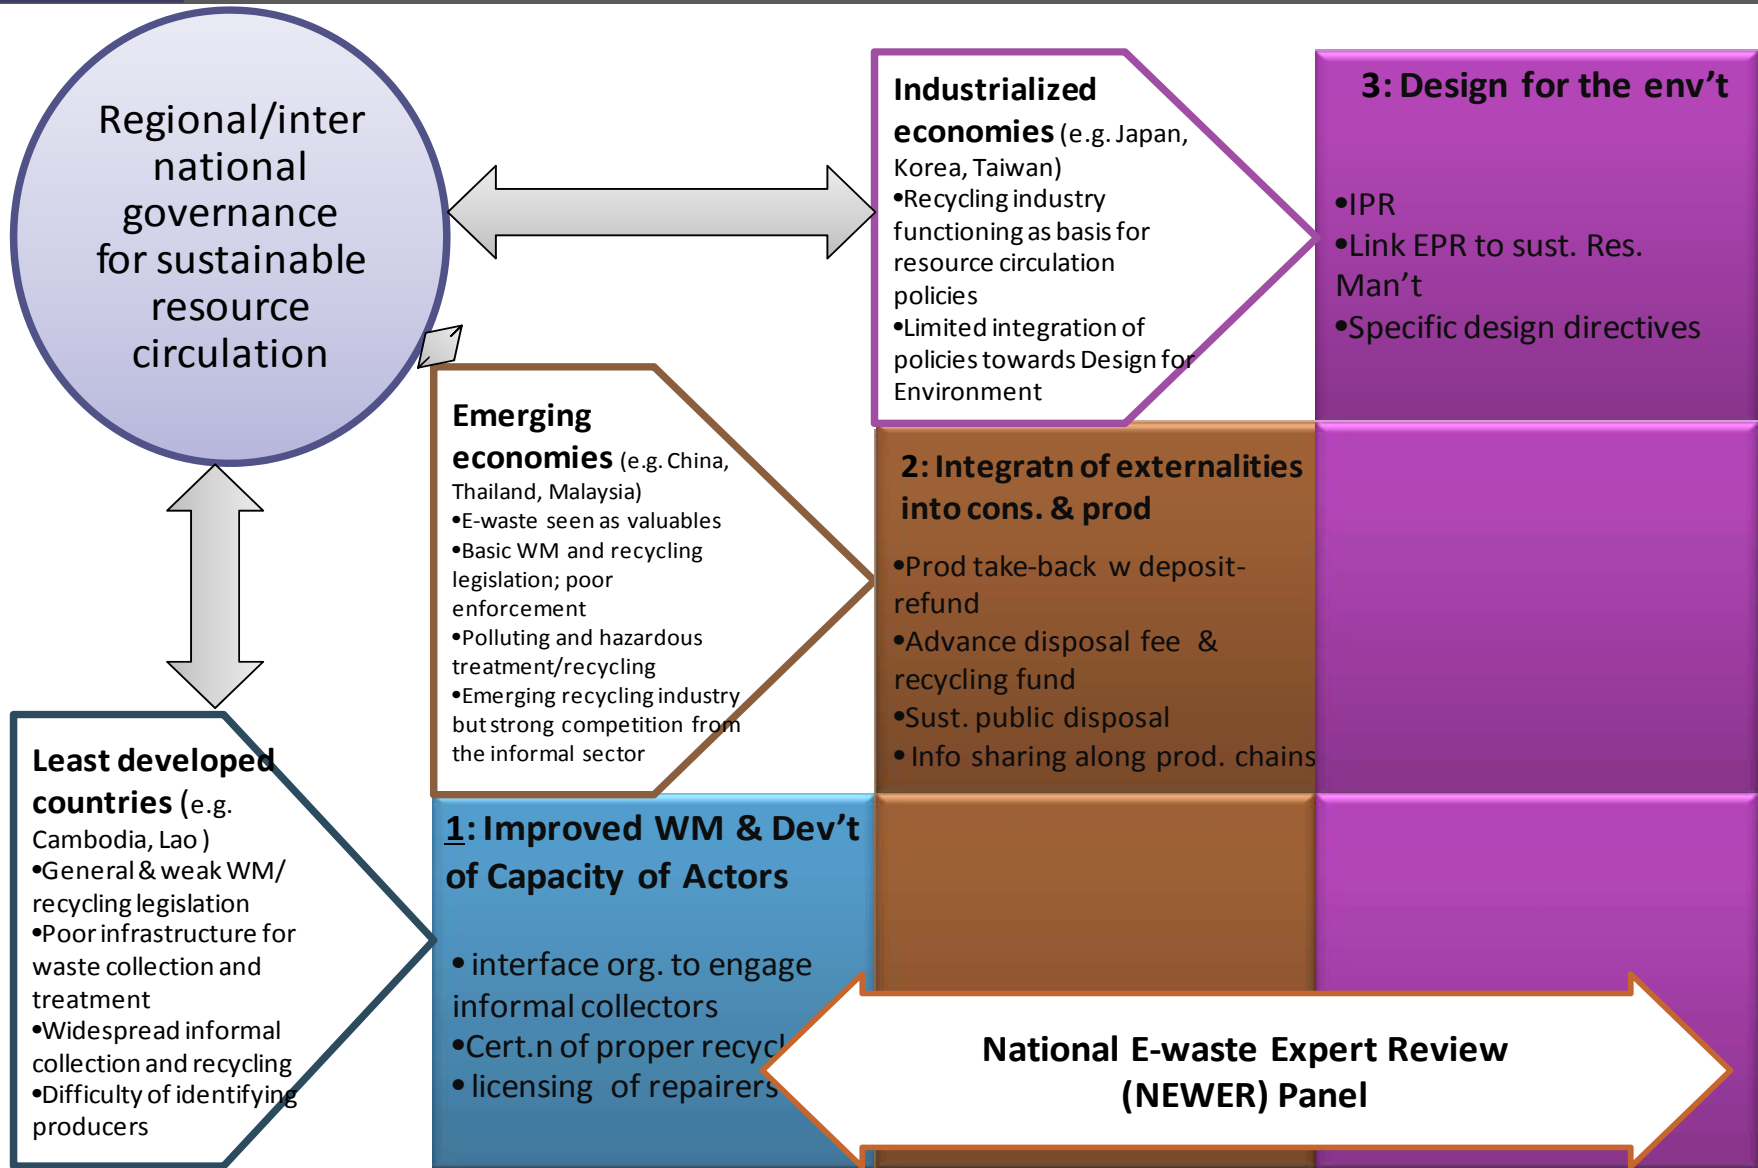 Regional/inter
national
governance
for sustainable
resource
circulation
Industrialized
economies (e.g. Japan,
Korea, Taiwan)
•Recycling industry
functioning as basis for
resource circulation
policies
•Limited integration of
policies towards Design for
Environment
3: Design for the env’t
•IPR
•Link EPR to sust. Res.
Man’t
•Specific design directives
Emerging
economies (e.g. China,
Thailand, Malaysia)
•E-waste seen as valuables
•Basic WM and recycling
legislation; poor
enforcement
•Polluting and hazardous
treatment/recycling
•Emerging recycling industry
but strong competition from
the informal sector
2: Integratn of externalities
into cons. & prod
•Prod take-back w deposit-
refund
•Advance disposal fee &
recycling fund
•Sust. public disposal
• Info sharing along prod. chains
Least developed
countries (e.g.
Cambodia, Lao )
•General & weak WM/
recycling legislation
•Poor infrastructure for
waste collection and
treatment
•Widespread informal
collection and recycling
•Difficulty of identifying
producers
1: Improved WM & Dev’t
of Capacity of Actors
• interface org. to engage
informal collectors
•Cert.n of proper
• licensing of repairers
National E-waste Expert Review
(NEWER) Panel